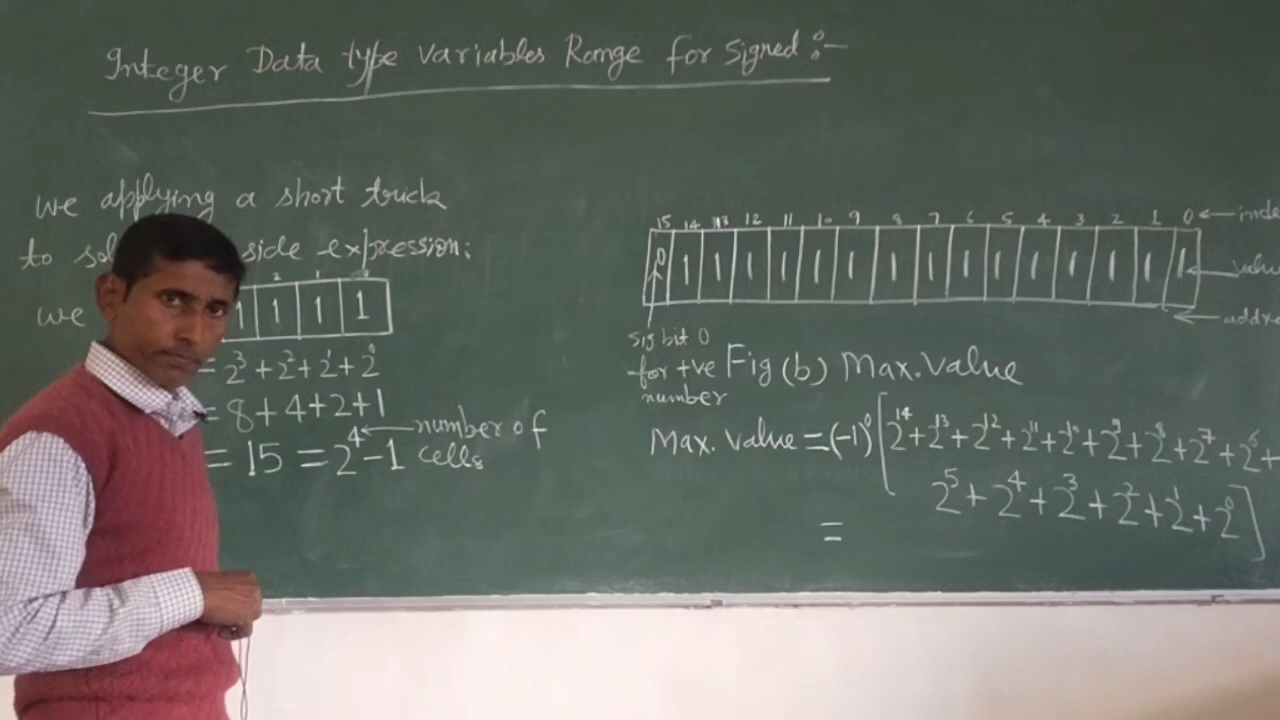 Integer Data type Variables Range for Signed :-
we applying a short trick
to side expression:
we
2 1
1 1 1 1
= 2³+2²+2¹+2⁰
= 8+4+2+1
= 15 = 2⁴-1 ← number of cells
15 14 13 12 11 10 9 8 7 6 5 4 3 2 1 0 ←
0 1 1 1 1 1 1 1 1 1 1 1 1 1 1 1 ←
←
sig bit 0
for +ve
number
Fig (b) Max. Value
Max. Value = (-1)⁰ [2¹⁴+2¹³+2¹²+2¹¹+2¹⁰+2⁹+2⁸+2⁷+2⁶+
2⁵+2⁴+2³+2²+2¹+2⁰]
=